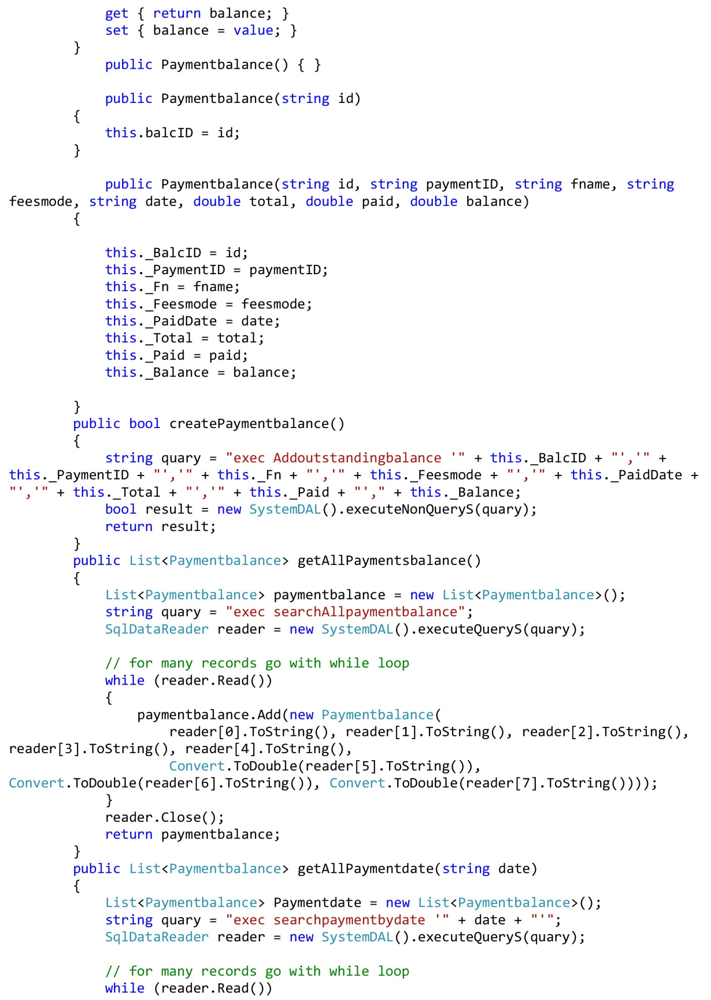 get { return balance; }
set { balance = value; }
}
public Paymentbalance() { }
public Paymentbalance(string id)
{
this.balcID = id;
}
public Paymentbalance(string id, string paymentID, string fname, string
feesmode, string date, double total, double paid, double balance)
{
this._BalcID = id;
this._PaymentID = paymentID;
this._Fn = fname;
this._Feesmode = feesmode;
this._PaidDate = date;
this._Total = total;
this._Paid = paid;
this._Balance = balance;
}
public bool createPaymentbalance()
{
string quary = "exec Addoutstandingbalance '" + this._BalcID + "','" +
this._PaymentID + "','" + this._Fn + "','" + this._Feesmode + "','" + this._PaidDate +
"','" + this._Total + "','" + this._Paid + "'," + this._Balance;
bool result = new SystemDAL().executeNonQueryS(quary);
return result;
}
public List<Paymentbalance> getAllPaymentsbalance()
{
List<Paymentbalance> paymentbalance = new List<Paymentbalance>();
string quary = "exec searchAllpaymentbalance";
SqlDataReader reader = new SystemDAL().executeQueryS(quary);
// for many records go with while loop
while (reader.Read())
{
paymentbalance.Add(new Paymentbalance(
reader[0].ToString(), reader[1].ToString(), reader[2].ToString(),
reader[3].ToString(), reader[4].ToString(),
Convert.ToDouble(reader[5].ToString()),
Convert.ToDouble(reader[6].ToString()), Convert.ToDouble(reader[7].ToString())));
}
reader.Close();
return paymentbalance;
}
public List<Paymentbalance> getAllPaymentdate(string date)
{
List<Paymentbalance> Paymentdate = new List<Paymentbalance>();
string quary = "exec searchpaymentbydate '" + date + "'";
SqlDataReader reader = new SystemDAL().executeQueryS(quary);
// for many records go with while loop
while (reader.Read())